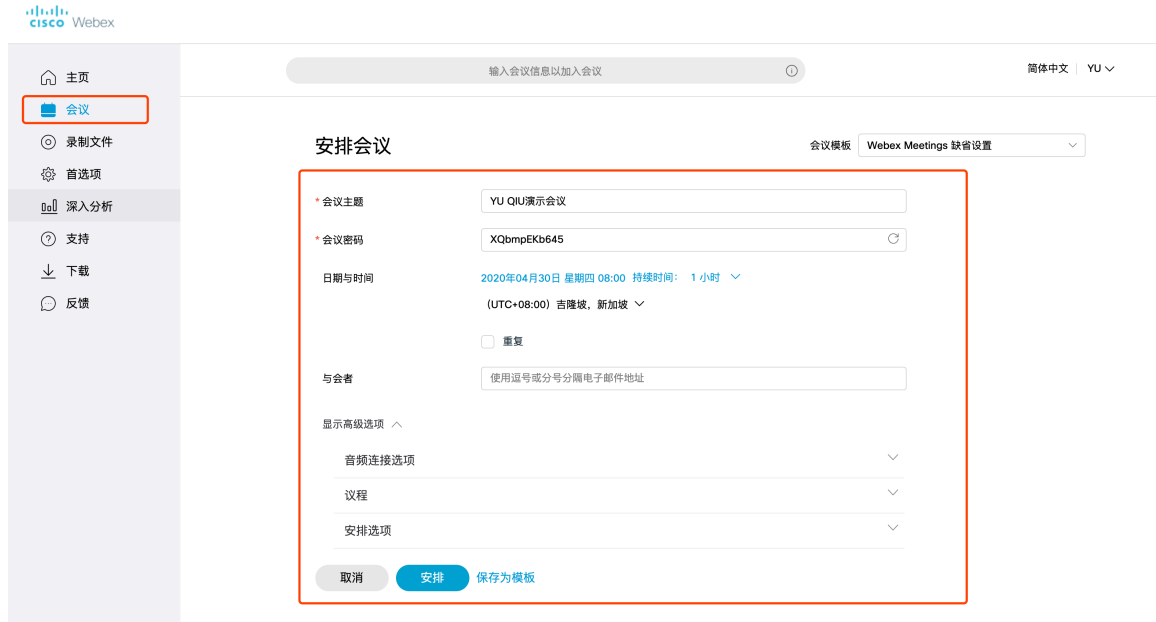 cisco Webex
主页
会议
录制文件
首选项
深入分析
支持
下载
反馈
输入会议信息以加入会议
简体中文 YU
安排会议
会议模板 Webex Meetings 缺省设置
* 会议主题 YU QIU演示会议
* 会议密码 XQbmpEKb645
日期与时间 2020年04月30日 星期四 08:00 持续时间： 1 小时
（UTC+08:00）吉隆坡，新加坡
重复
与会者 使用逗号或分号分隔电子邮件地址
显示高级选项
音频连接选项
议程
安排选项
取消 安排 保存为模板